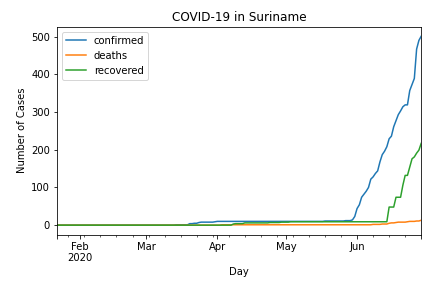 COVID-19 in Suriname
confirmed
deaths
recovered
500
400
300
200
100
0
Number of Cases
Feb
2020
Mar
Apr
May
Jun
Day